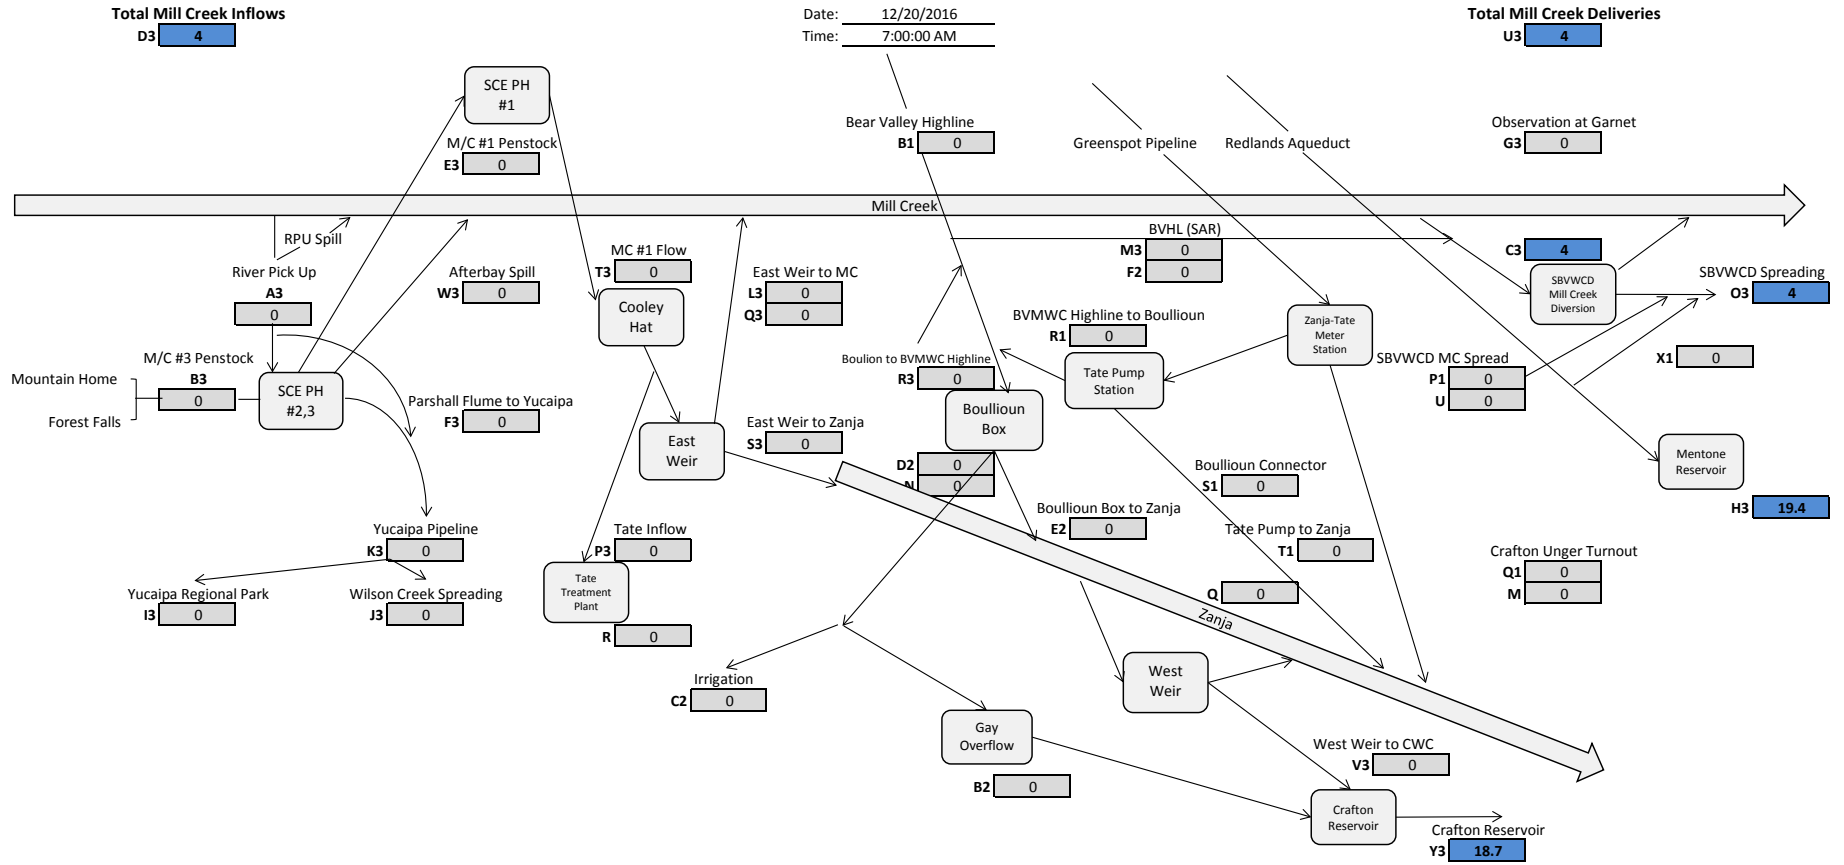 Total Mill Creek Inflows
D3 4
Date: 12/20/2016
Time: 7:00:00 AM
Total Mill Creek Deliveries
U3 4
SCE PH
#1
M/C #1 Penstock
E3 0
Bear Valley Highline
B1 0
Greenspot Pipeline
Redlands Aqueduct
Observation at Garnet
G3 0
Mill Creek
RPU Spill
River Pick Up
A3
0
Afterbay Spill
W3 0
MC #1 Flow
T3 0
Cooley
Hat
East Weir to MC
L3 0
Q3 0
BVHL (SAR)
M3 0
F2 0
C3 4
SBVWCD
Mill Creek
Diversion
SBVWCD Spreading
O3 4
BVMWC Highline to Boullioun
R1 0
Zanja-Tate
Meter
Station
Mountain Home
Forest Falls
M/C #3 Penstock
B3
0
SCE PH
#2,3
Parshall Flume to Yucaipa
F3 0
Boulion to BVMWC Highline
R3 0
Tate Pump
Station
SBVWCD MC Spread
P1 0
U 0
X1 0
Boullioun
Box
East
Weir
East Weir to Zanja
S3 0
D2 0
N 0
Boullioun Connector
S1 0
Mentone
Reservoir
H3 19.4
Boullioun Box to Zanja
E2 0
Yucaipa Pipeline
K3 0
Tate Inflow
P3 0
Tate Pump to Zanja
T1 0
Crafton Unger Turnout
Q1 0
M 0
Yucaipa Regional Park
I3 0
Wilson Creek Spreading
J3 0
Tate
Treatment
Plant
R 0
Q 0
Zanja
Irrigation
C2 0
West
Weir
Gay
Overflow
B2 0
West Weir to CWC
V3 0
Crafton
Reservoir
Crafton Reservoir
Y3 18.7